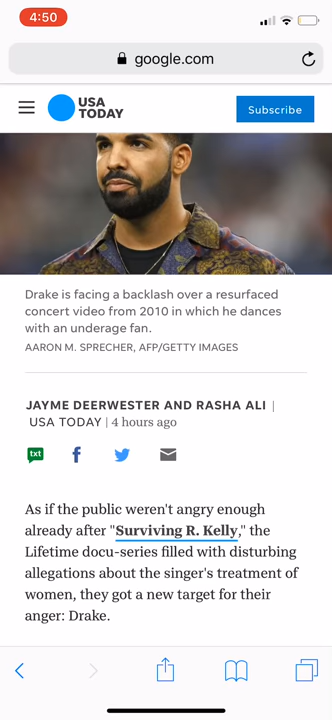 4:50
google.com
USA
TODAY
Subscribe
Drake is facing a backlash over a resurfaced
concert video from 2010 in which he dances
with an underage fan.
AARON M. SPRECHER, AFP/GETTY IMAGES
JAYME DEERWESTER AND RASHA ALI |
USA TODAY | 4 hours ago
txt
As if the public weren't angry enough
already after "Surviving R. Kelly," the
Lifetime docu-series filled with disturbing
allegations about the singer's treatment of
women, they got a new target for their
anger: Drake.